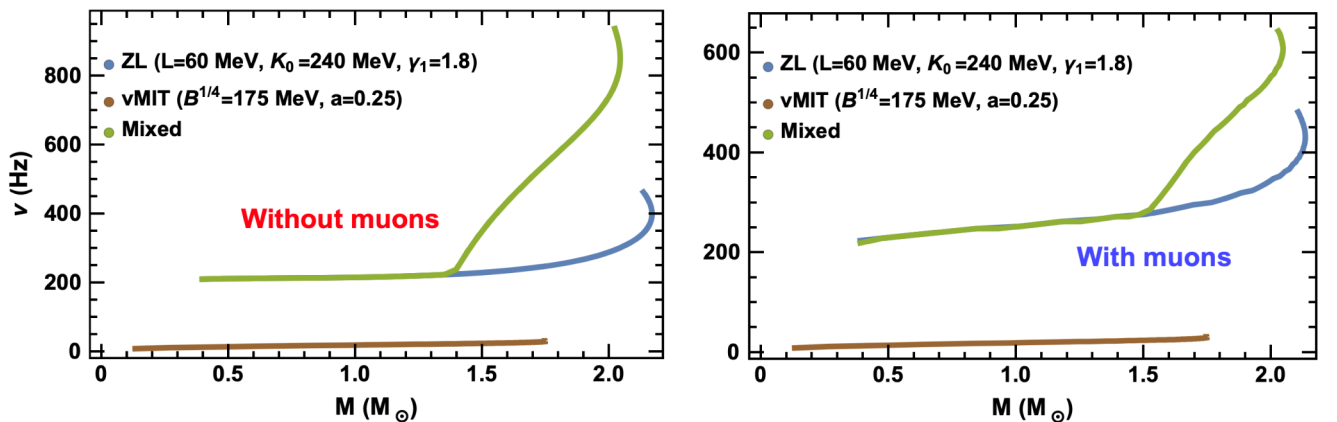 ν (Hz)
800
600
400
200
0
ZL (L=60 MeV, K₀=240 MeV, γ₁=1.8)
vMIT (B^{1/4}=175 MeV, a=0.25)
Mixed
Without muons
0
0.5
1.0
1.5
2.0
M (M☉)
600
400
200
0
ZL (L=60 MeV, K₀=240 MeV, γ₁=1.8)
vMIT (B^{1/4}=175 MeV, a=0.25)
Mixed
With muons
0
0.5
1.0
1.5
2.0
M (M☉)